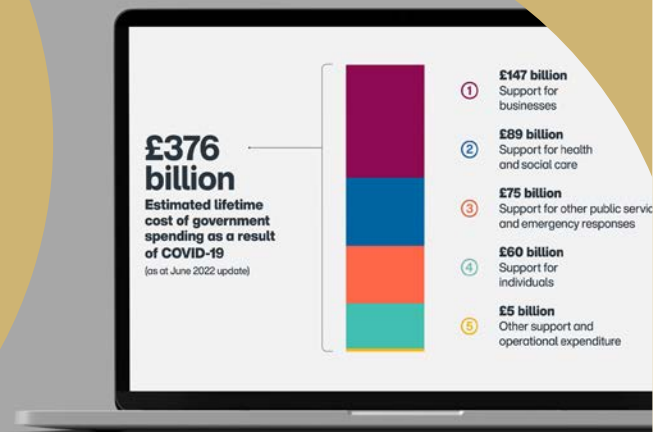 £376
billion
Estimated lifetime
cost of government
spending as a result
of COVID-19
(as at June 2022 update)
1
£147 billion
Support for
businesses
2
£89 billion
Support for health
and social care
3
£75 billion
Support for other public servic
and emergency responses
4
£60 billion
Support for
individuals
5
£5 billion
Other support and
operational expenditure